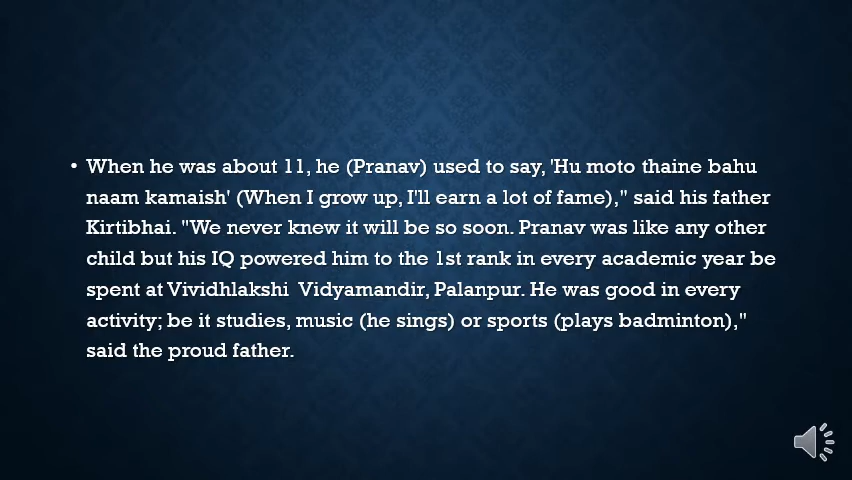 • When he was about 11, he (Pranav) used to say, 'Hu moto thaine bahu
naam kamaish' (When I grow up, I'll earn a lot of fame)," said his father
Kirtibhai. "We never knew it will be so soon. Pranav was like any other
child but his IQ powered him to the 1st rank in every academic year be
spent at Vividhlakshi  Vidyamandir, Palanpur. He was good in every
activity; be it studies, music (he sings) or sports (plays badminton),"
said the proud father.